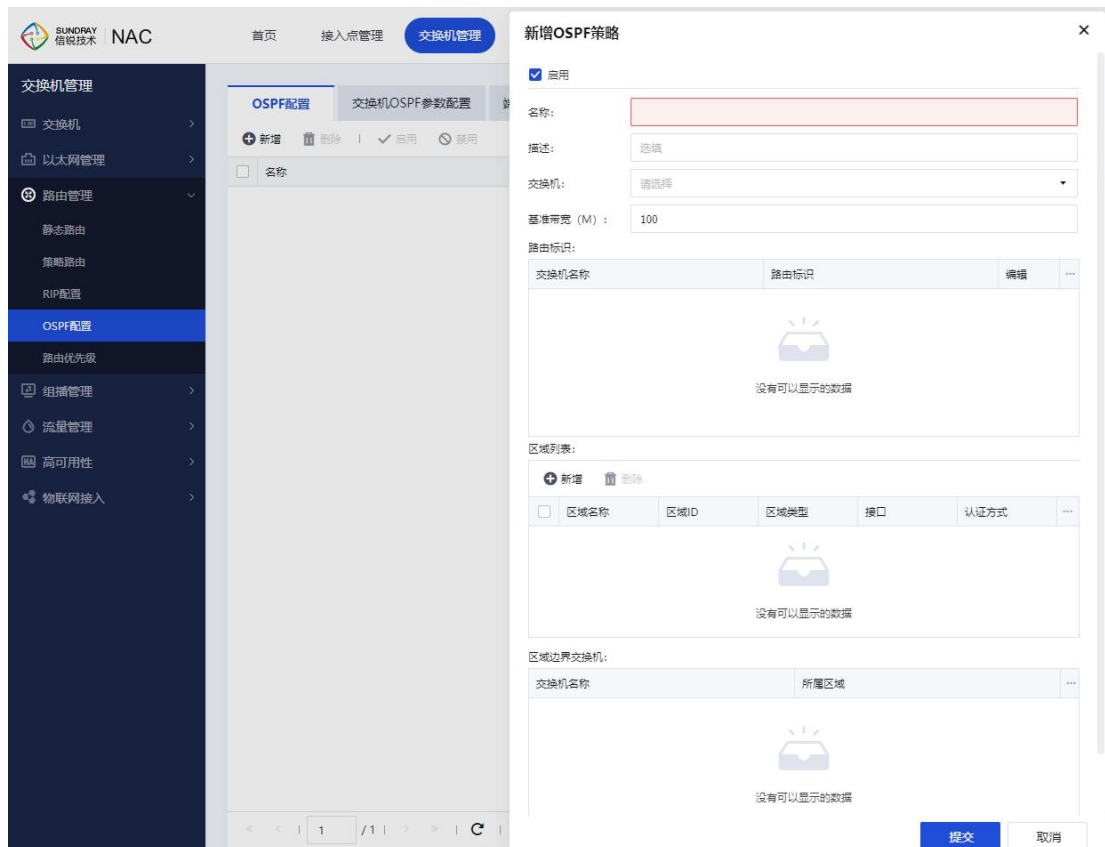 SUNDRAY
信锐技术
NAC
首页
接入点管理
交换机管理
交换机管理
交换机
以太网管理
路由管理
静态路由
策略路由
RIP配置
OSPF配置
路由优先级
组播管理
流量管理
高可用性
物联网接入
OSPF配置
交换机OSPF参数配置
新增
删除
启用
禁用
名称
1
/ 1
新增OSPF策略
启用
名称:
描述:
选填
交换机:
请选择
基准带宽 (M) :
100
路由标识:
交换机名称
路由标识
编辑
没有可以显示的数据
区域列表:
新增
删除
区域名称
区域ID
区域类型
接口
认证方式
没有可以显示的数据
区域边界交换机:
交换机名称
所属区域
没有可以显示的数据
提交
取消